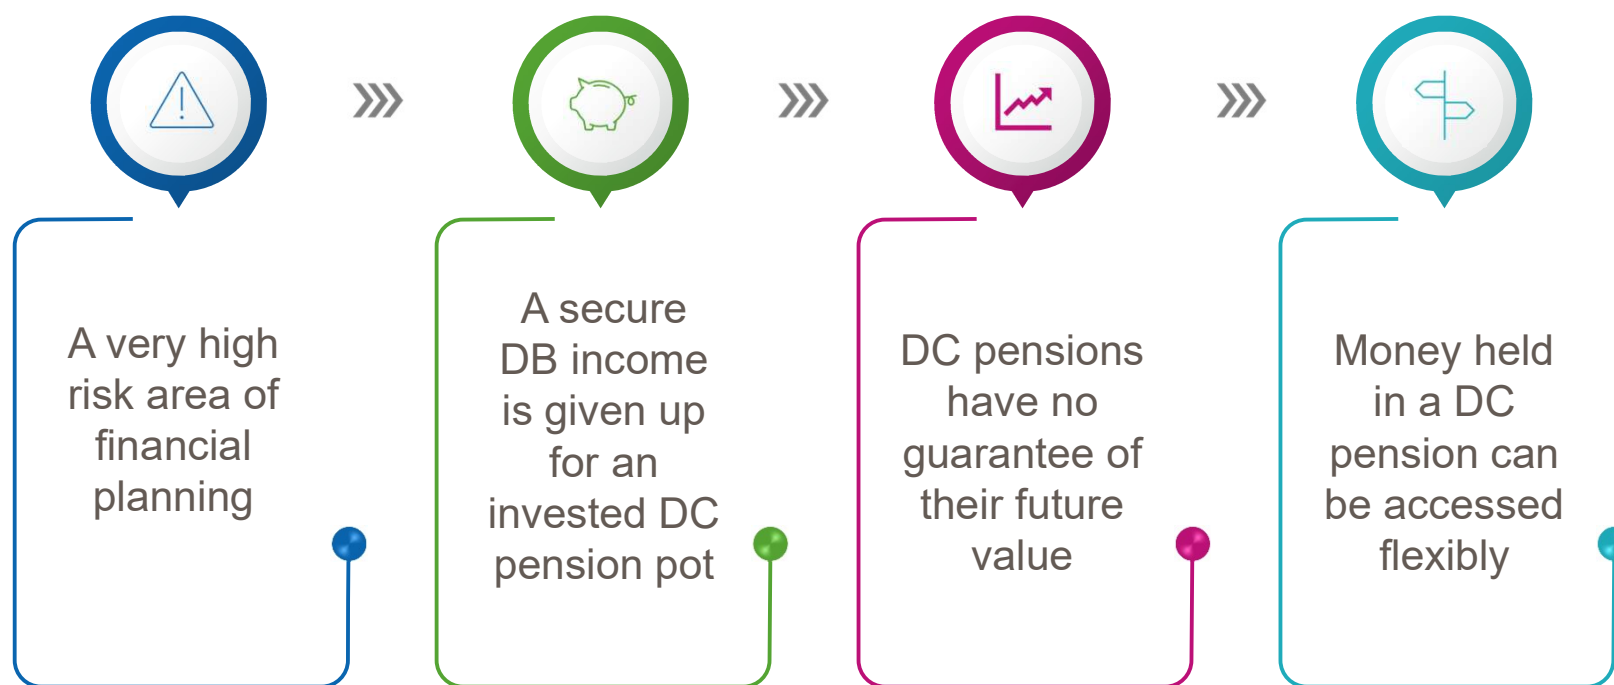 A very high
risk area of
financial
planning
A secure
DB income
is given up
for an
invested DC
pension pot
DC pensions
have no
guarantee of
their future
value
Money held
in a DC
pension can
be accessed
flexibly